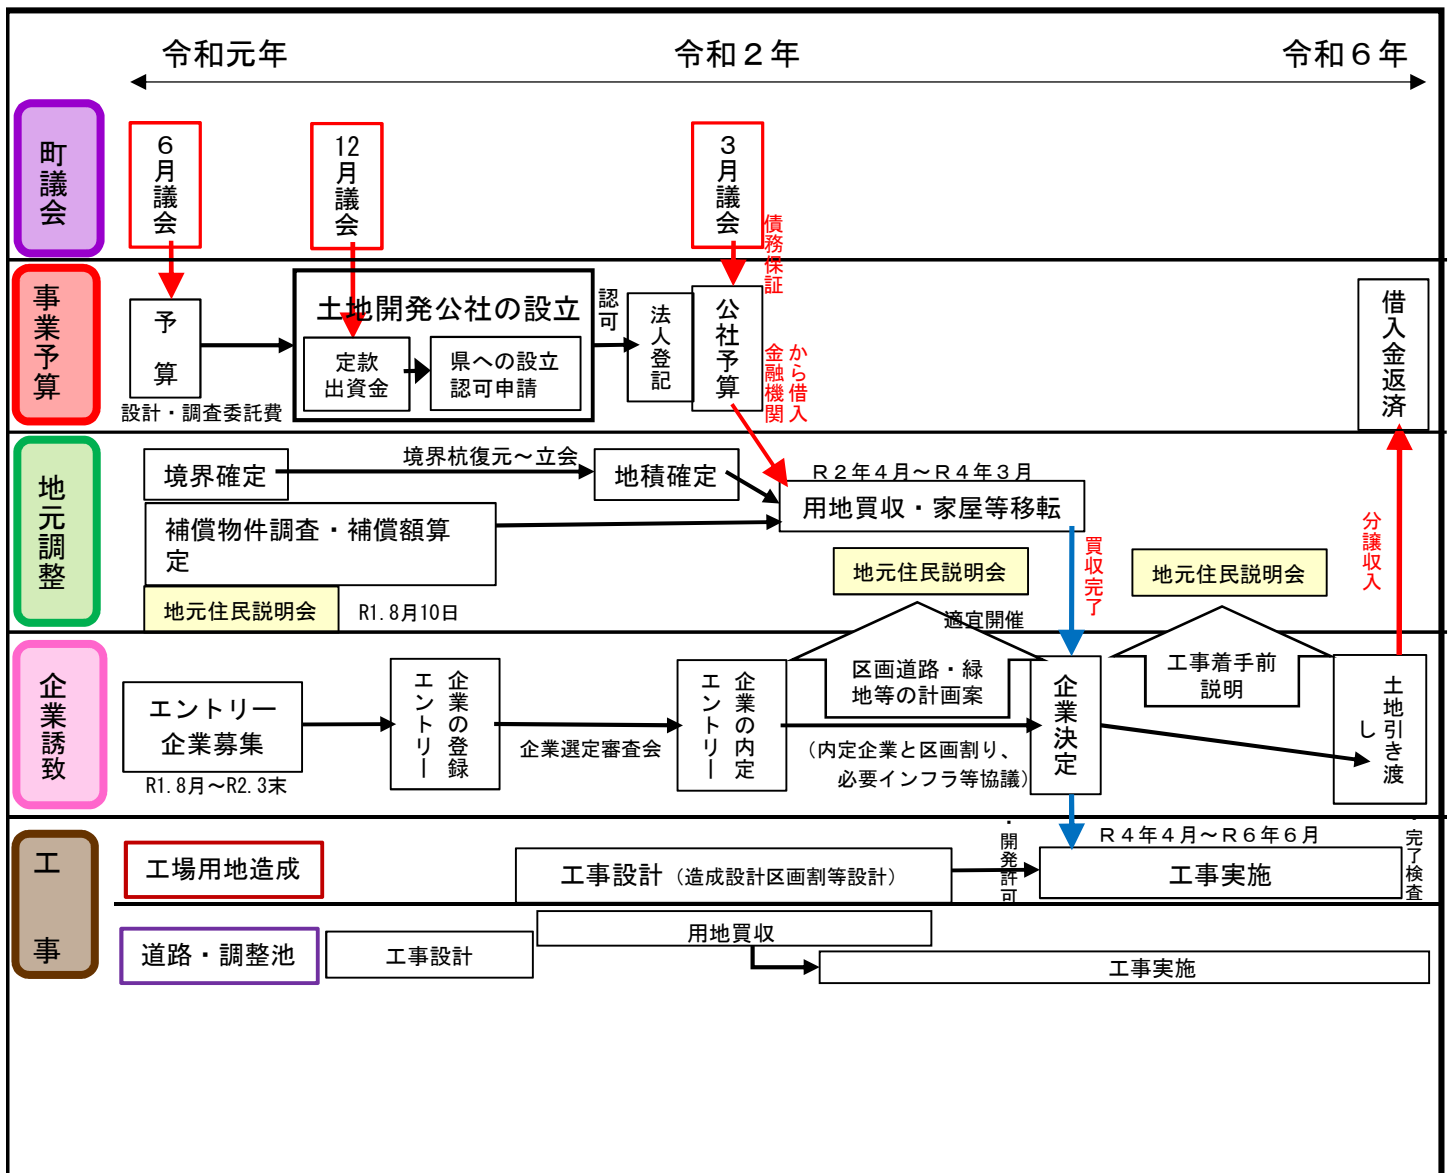 令和元年
令和２年
令和６年
町議会
６月議会
12月議会
３月議会
債務保証
事業予算
予算
設計・調査委託費
土地開発公社の設立
定款
出資金
県への設立
認可申請
認可
法人登記
公社予算
金融機関
から借入
借入金返済
地元調整
境界確定
境界杭復元～立会
地積確定
Ｒ２年４月～Ｒ４年３月
用地買収・家屋等移転
補償物件調査・補償額算
定
地元住民説明会
R1.8月10日
地元住民説明会
適宜開催
買収完了
地元住民説明会
分譲収入
企業誘致
エントリー
企業募集
R1.8月～R2.3末
エントリー
企業の登録
企業選定審査会
エントリー
企業の内定
区画道路・緑
地等の計画案
（内定企業と区画割り、
必要インフラ等協議）
企業決定
工事着手前
説明
土地引き渡
し
工事
工場用地造成
工事設計（造成設計区画割等設計）
・開発許可
Ｒ４年４月～Ｒ６年６月
工事実施
・完了検査
道路・調整池
工事設計
用地買収
工事実施